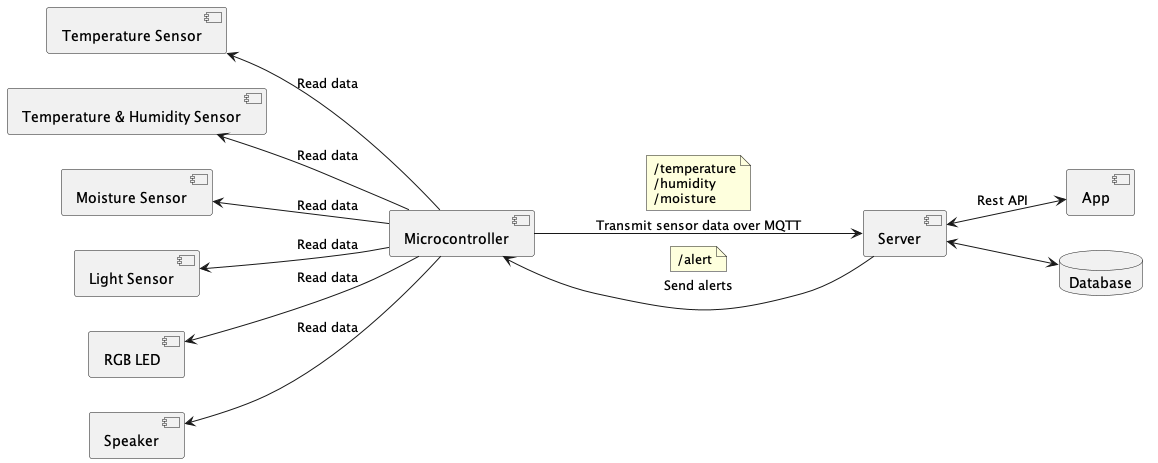 Temperature Sensor
Read data
Temperature & Humidity Sensor
Read data
Moisture Sensor
Read data
Light Sensor
Read data
RGB LED
Read data
Speaker
Read data
Microcontroller
/temperature
/humidity
/moisture
Transmit sensor data over MQTT
/alert
Send alerts
Server
Rest API
App
Database